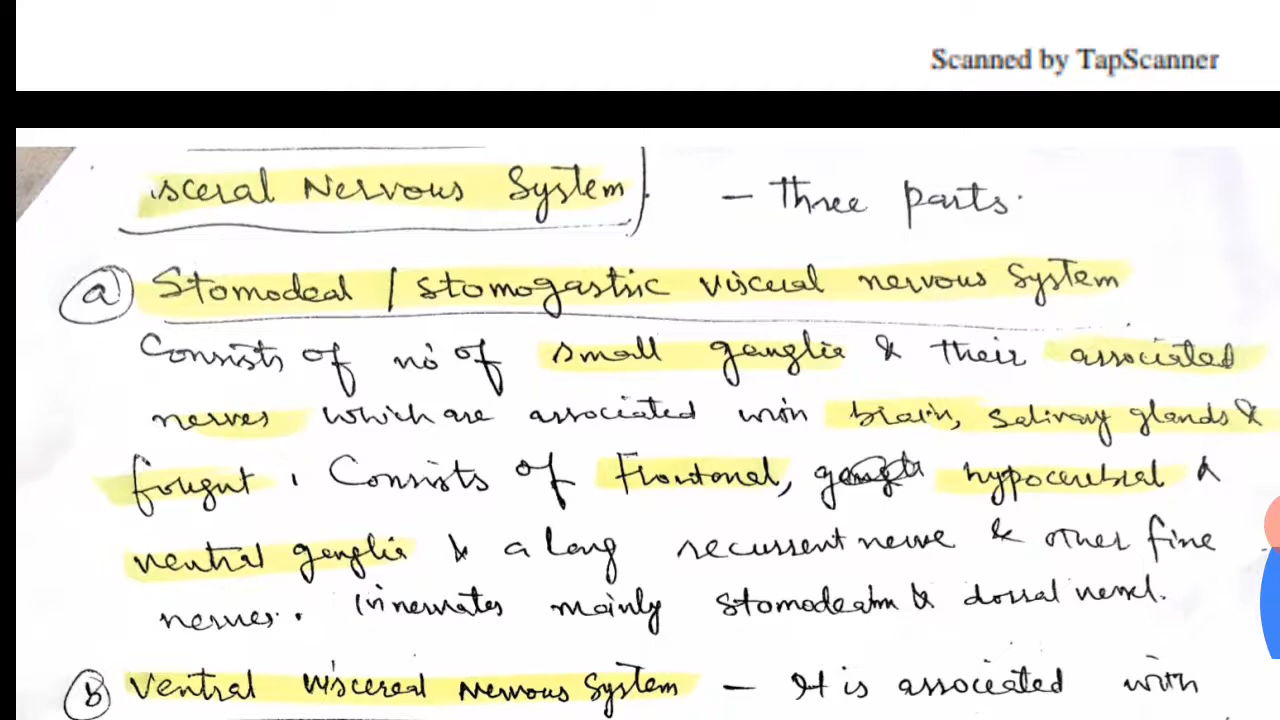 Scanned by TapScanner
isceral Nervous System - Three parts.
a Stomodeal / stomogastric visceral nervous system
Consists of no of small ganglia & their associated
nerves which are associated with brain, salivary glands &
forgut. Consists of Frontonal, hypocerebral &
ventral ganglia & a long recurrent nerve & other fine
nerves. Innervates mainly stomodeatm & dorsal vessel.
b Ventral visceral Nervous System - It is associated with